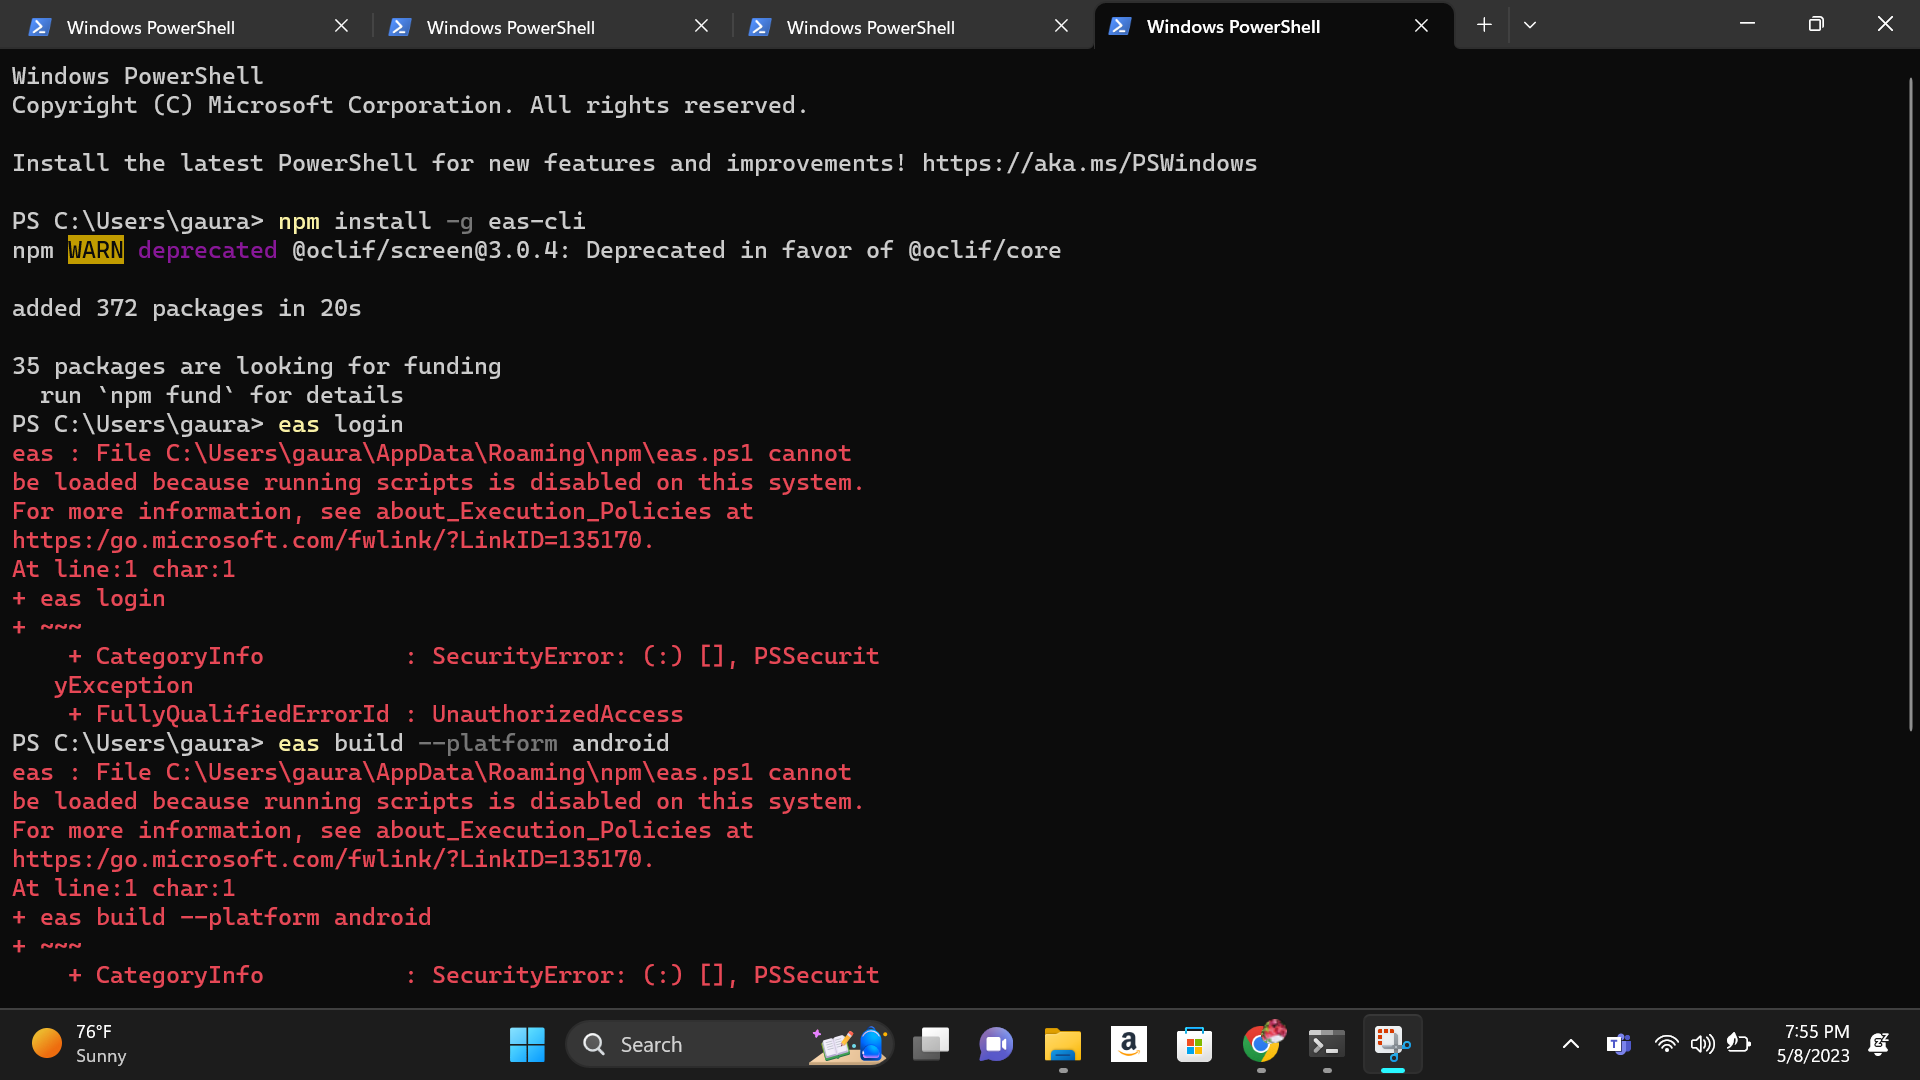 Windows PowerShell
Windows PowerShell
Windows PowerShell
Windows PowerShell
Windows PowerShell
Copyright (C) Microsoft Corporation. All rights reserved.
Install the latest PowerShell for new features and improvements! https://aka.ms/PSWindows
PS C:\Users\gaura> npm install -g eas-cli
npm WARN deprecated @oclif/screen@3.0.4: Deprecated in favor of @oclif/core
added 372 packages in 20s
35 packages are looking for funding
  run `npm fund` for details
PS C:\Users\gaura> eas login
eas : File C:\Users\gaura\AppData\Roaming\npm\eas.ps1 cannot
be loaded because running scripts is disabled on this system.
For more information, see about_Execution_Policies at
https:/go.microsoft.com/fwlink/?LinkID=135170.
At line:1 char:1
+ eas login
+ ~~~
    + CategoryInfo          : SecurityError: (:) [], PSSecurit
   yException
    + FullyQualifiedErrorId : UnauthorizedAccess
PS C:\Users\gaura> eas build --platform android
eas : File C:\Users\gaura\AppData\Roaming\npm\eas.ps1 cannot
be loaded because running scripts is disabled on this system.
For more information, see about_Execution_Policies at
https:/go.microsoft.com/fwlink/?LinkID=135170.
At line:1 char:1
+ eas build --platform android
+ ~~~
    + CategoryInfo          : SecurityError: (:) [], PSSecurit
76°F
Sunny
Search
7:55 PM
5/8/2023